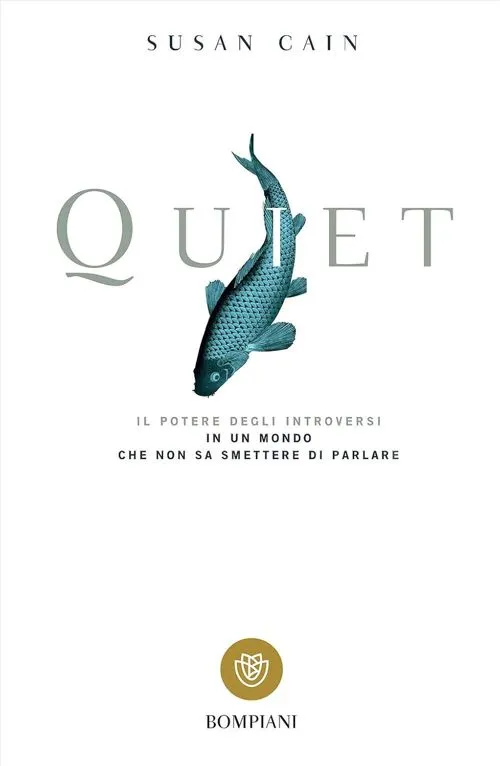 SUSAN CAIN
QUIET
IL POTERE DEGLI INTROVERSI
IN UN MONDO
CHE NON SA SMETTERE DI PARLARE
BOMPIANI